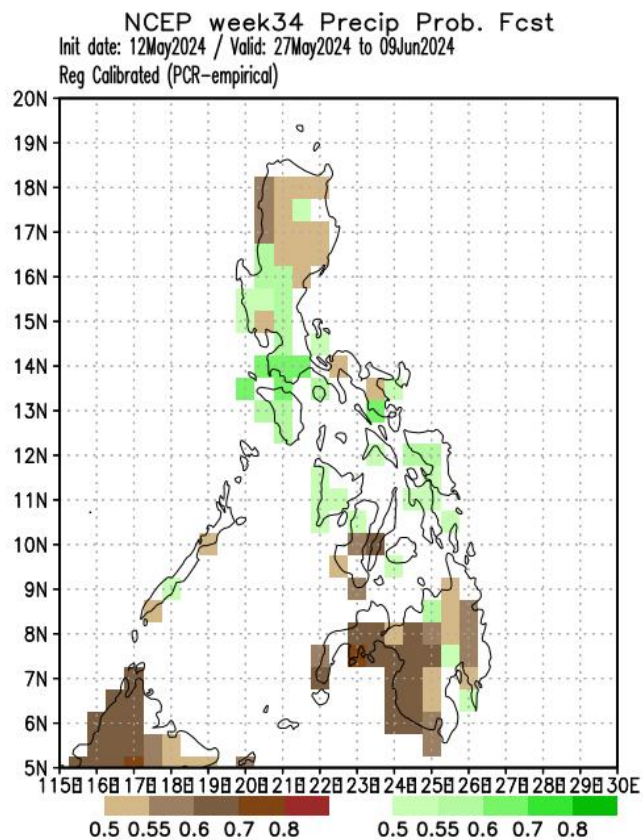 NCEP week34 Precip Prob. Fcst
Init date: 12May2024 / Valid: 27May2024 to 09Jun2024
Reg Calibrated (PCR-empirical)
20N
19N
18N
17N
16N
15N
14N
13N
12N
11N
10N
9N
8N
7N
6N
5N
115E 116E 117E 118E 119E 120E 121E 122E 123E 124E 125E 126E 127E 128E 129E 130E
0.5 0.55 0.6 0.7 0.8 0.5 0.55 0.6 0.7 0.8